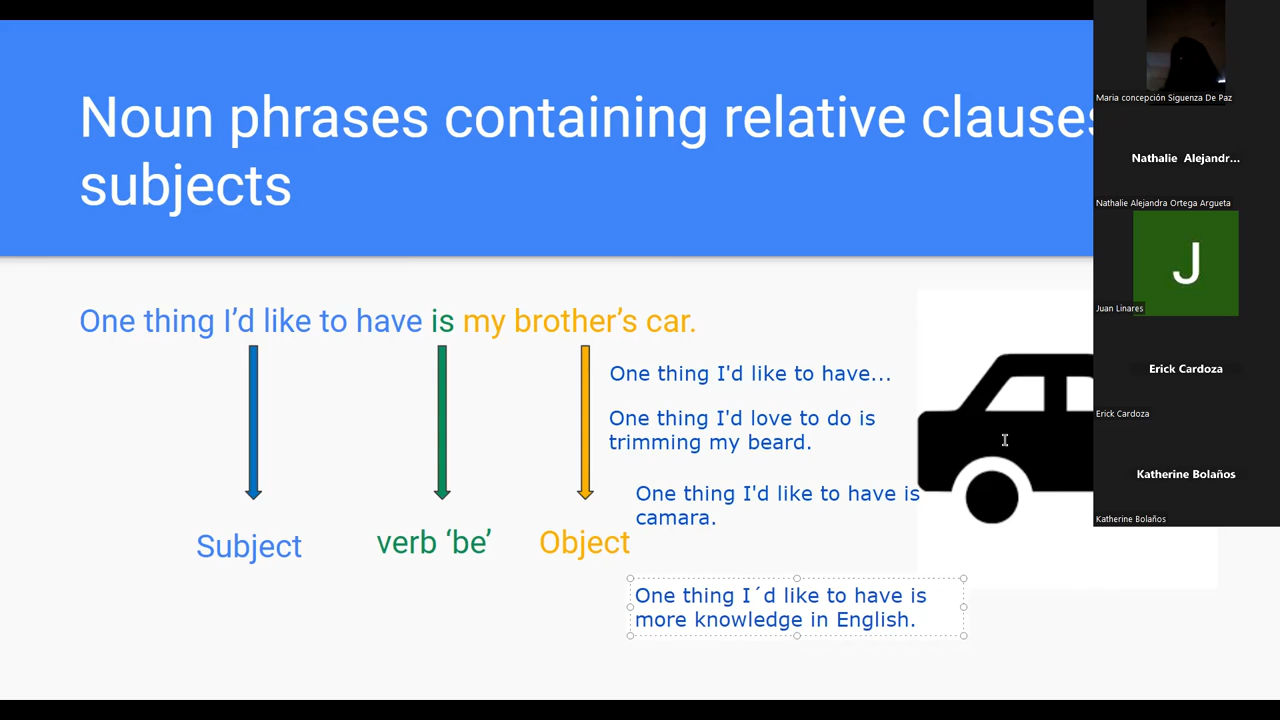 Noun phrases containing relative clauses
subjects
One thing I’d like to have is my brother’s car.
One thing I'd like to have...
One thing I'd love to do is
trimming my beard.
One thing I'd like to have is
camara.
Subject
verb ‘be’
Object
One thing I´d like to have is
more knowledge in English.
Maria concepción Siguenza De Paz
Nathalie Alejandr...
Nathalie Alejandra Ortega Argueta
J
Juan Linares
Erick Cardoza
Erick Cardoza
Katherine Bolaños
Katherine Bolaños